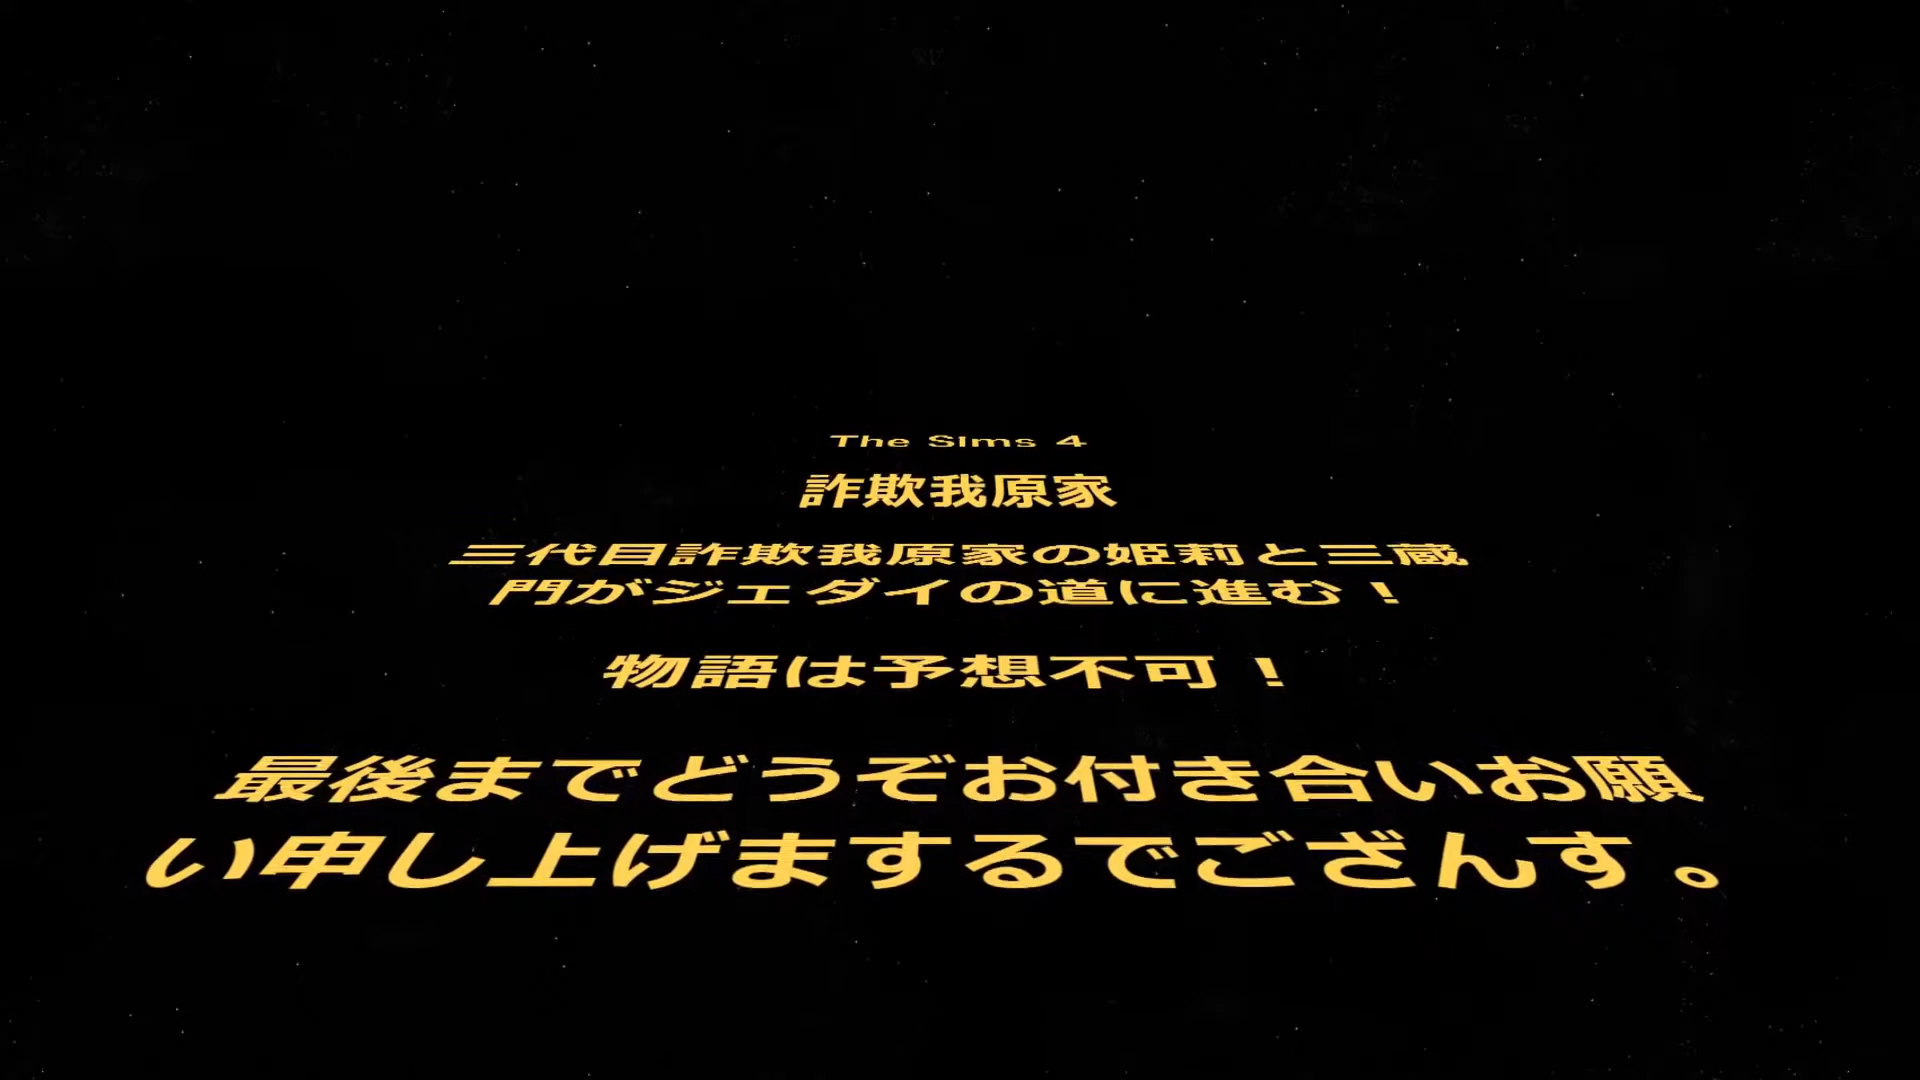 The Sims 4
詐欺我原家
三代目詐欺我原家の姫莉と三蔵
門がジェダイの道に進む！
物語は予想不可！
最後までどうぞお付き合いお願
い申し上げまするでござんす。